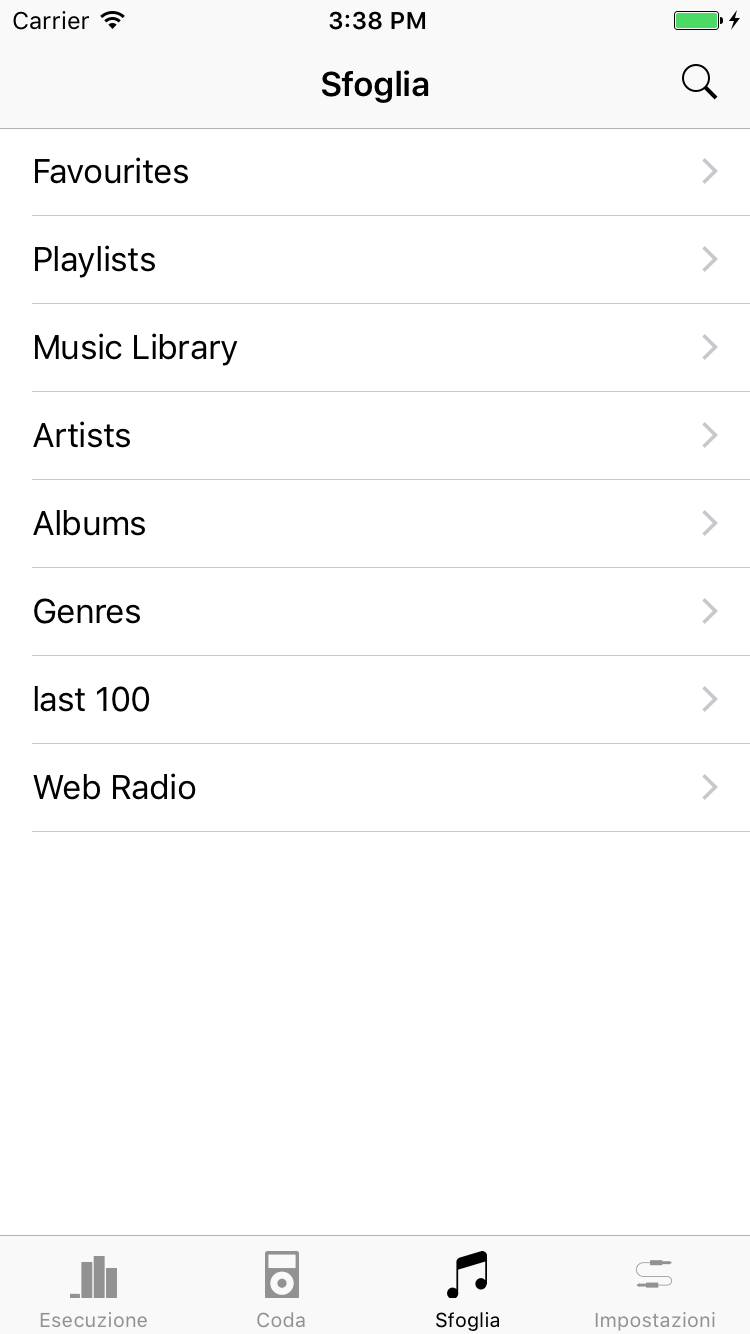 Carrier 3:38 PM
Sfoglia
Favourites
Playlists
Music Library
Artists
Albums
Genres
last 100
Web Radio
Esecuzione Coda Sfoglia Impostazioni